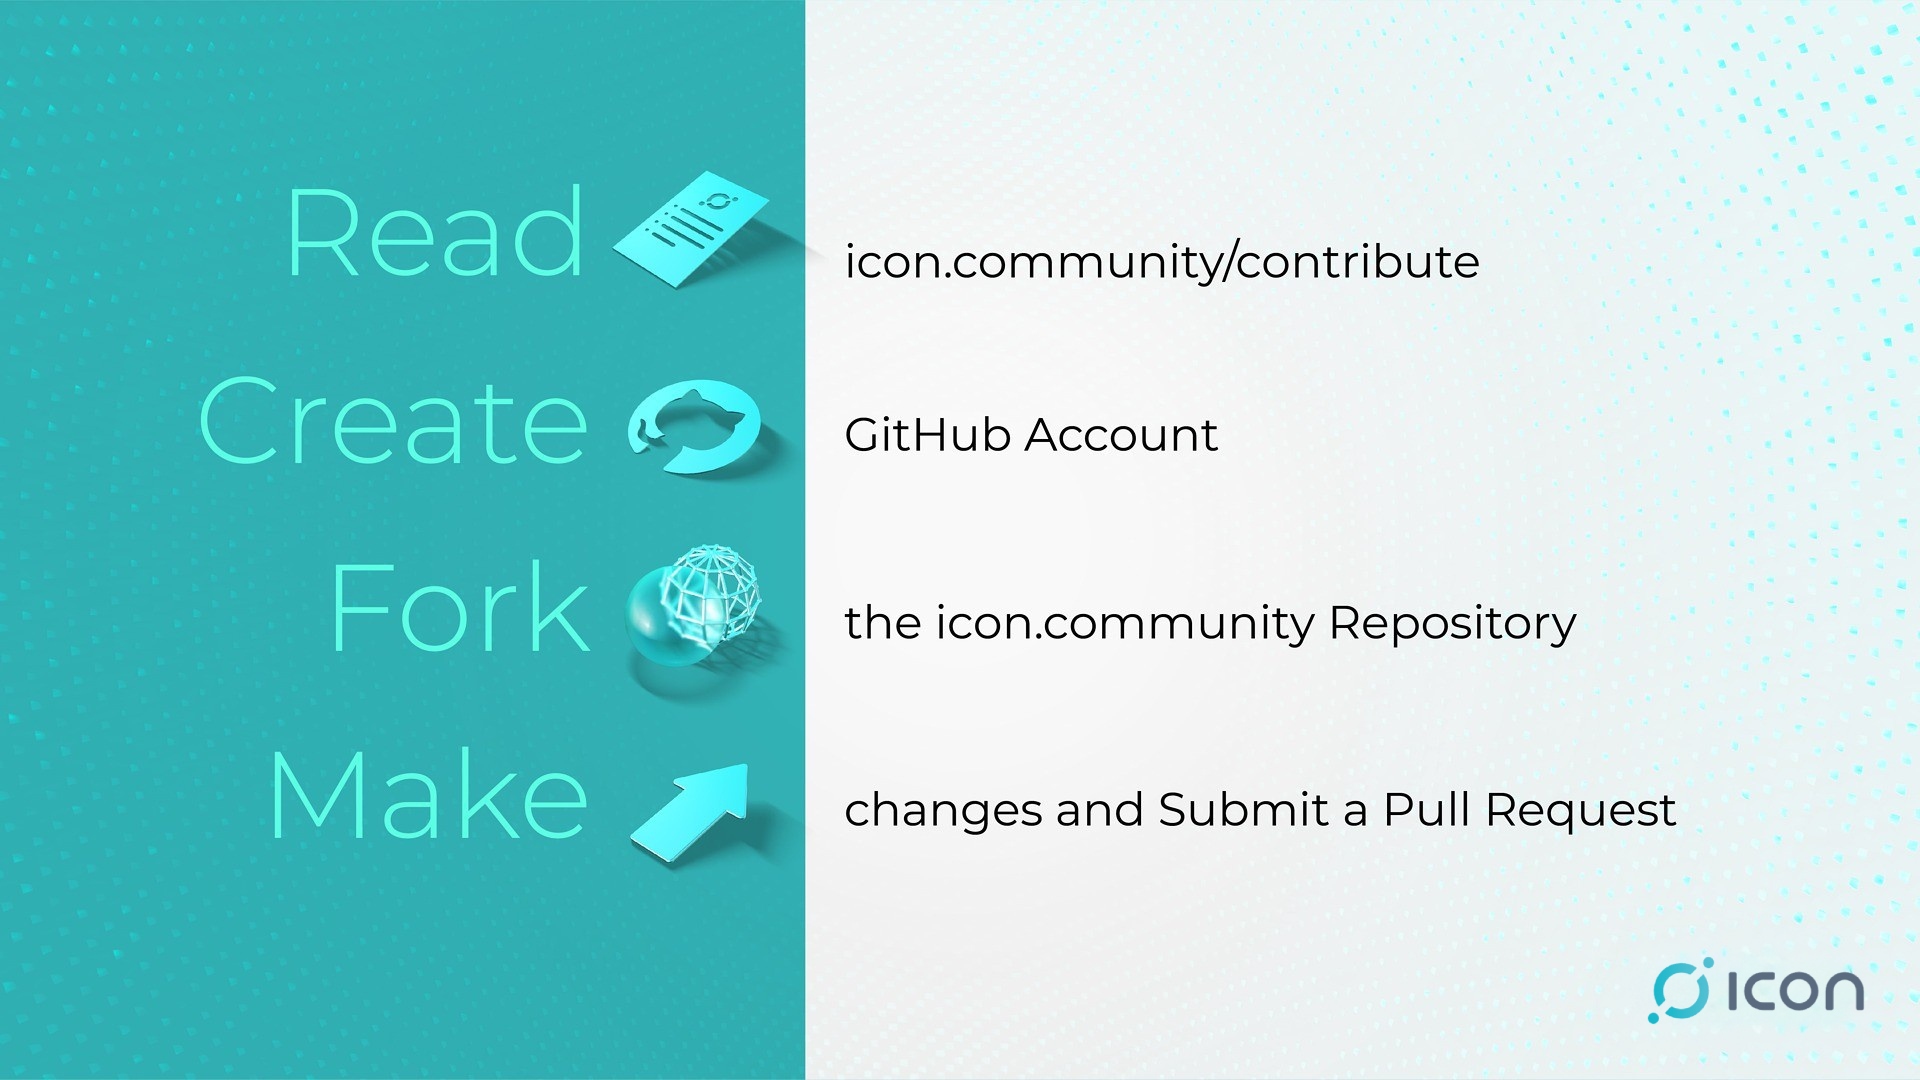 Read icon.community/contribute
Create GitHub Account
Fork the icon.community Repository
Make changes and Submit a Pull Request
icon